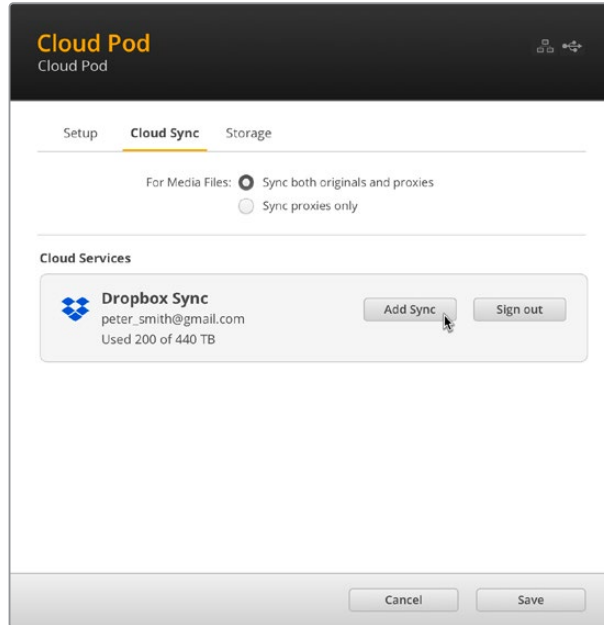 Cloud Pod
Cloud Pod
Setup Cloud Sync Storage
For Media Files: Sync both originals and proxies
Sync proxies only
Cloud Services
Dropbox Sync
peter_smith@gmail.com
Used 200 of 440 TB
Add Sync Sign out
Cancel Save